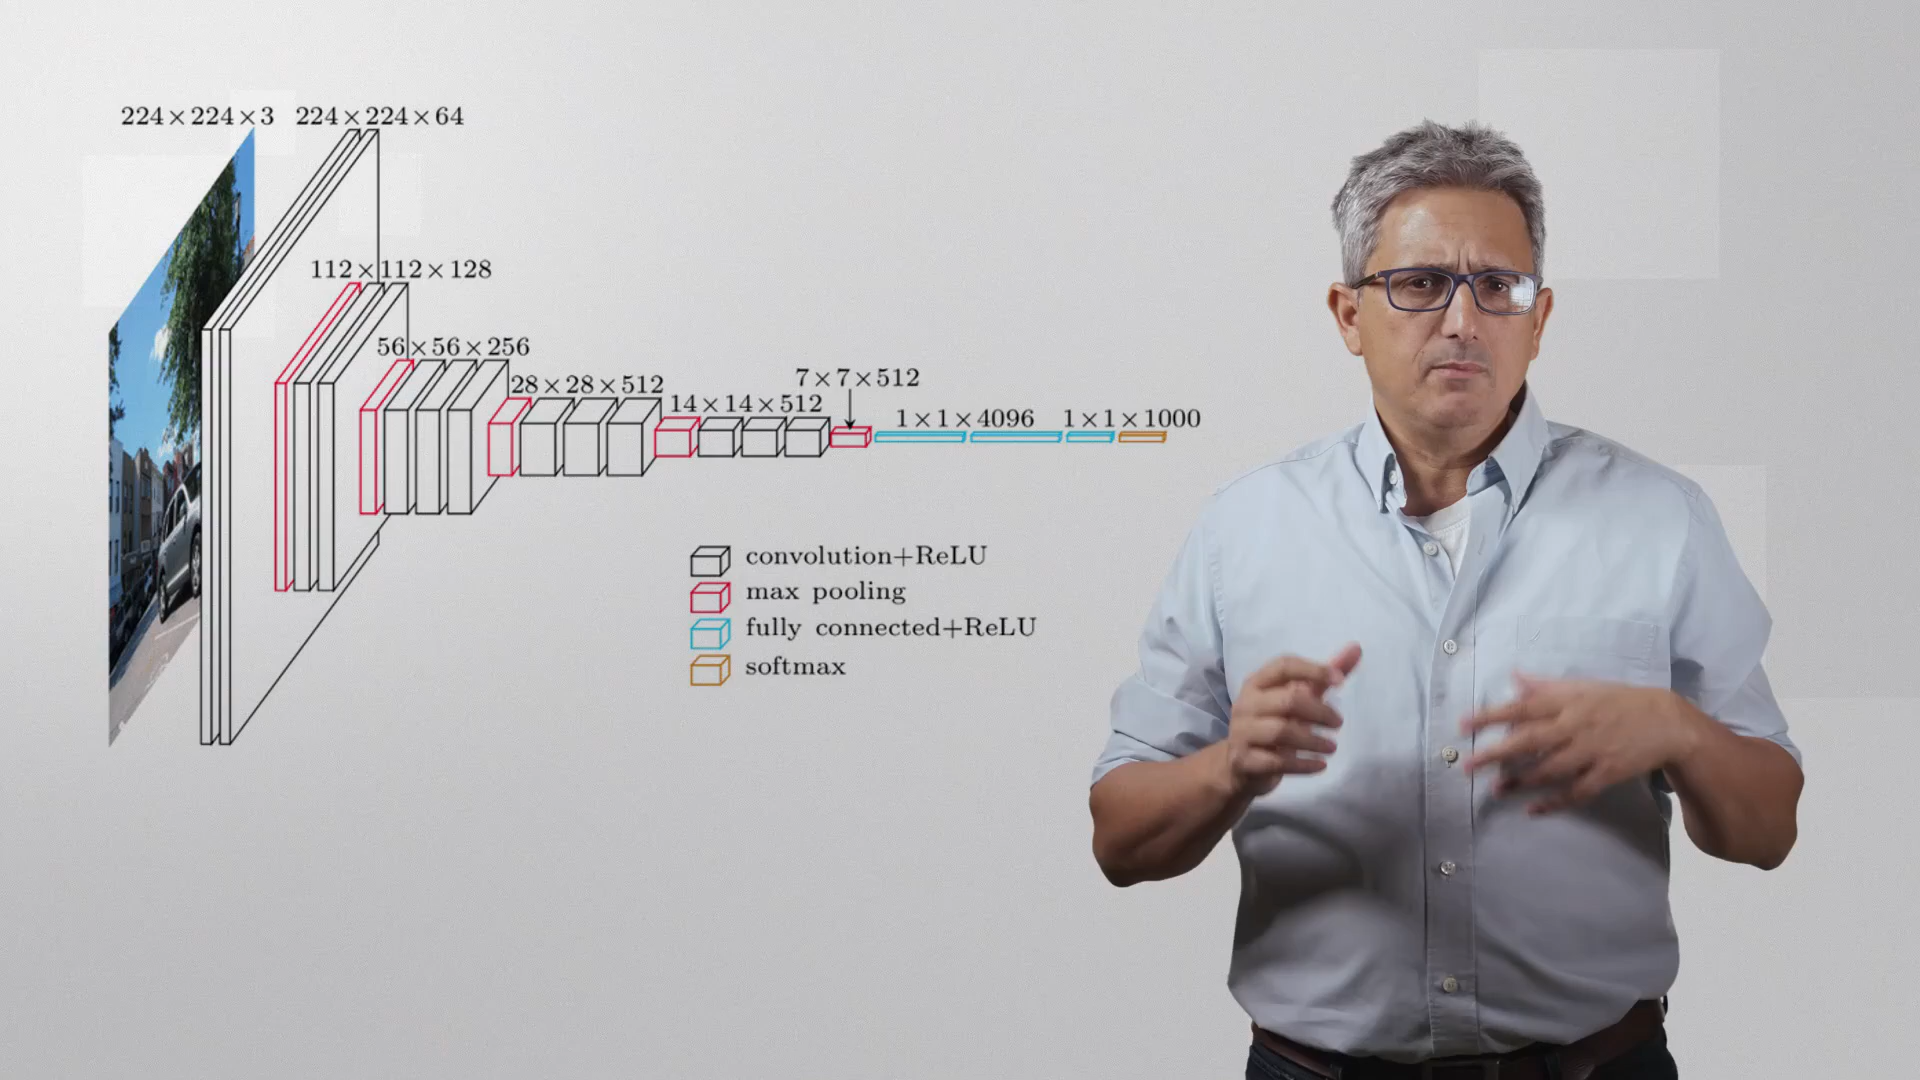 224×224×3
224×224×64
112×112×128
56×56×256
28×28×512
14×14×512
7×7×512
1×1×4096
1×1×1000
convolution+ReLU
max pooling
fully connected+ReLU
softmax